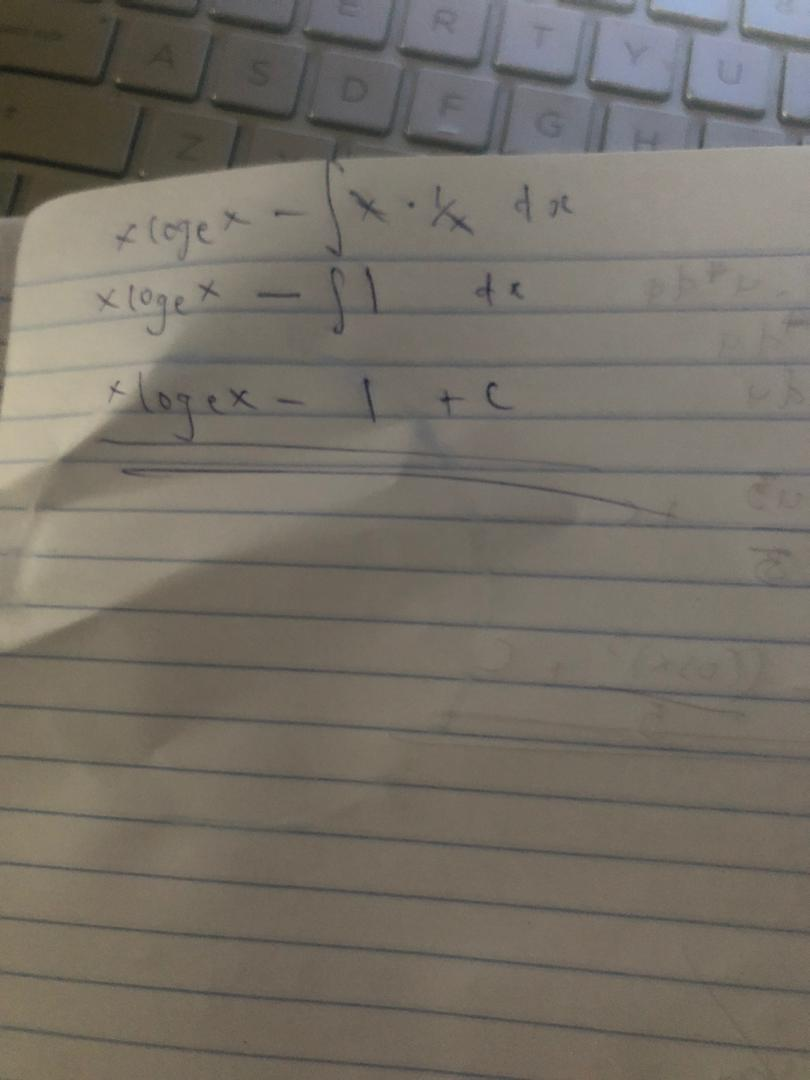 E R T Y U
A S D F G H
Z
x loge x - ∫ x · 1/x dx
x loge x - ∫ 1 dx
x loge x - 1 + c